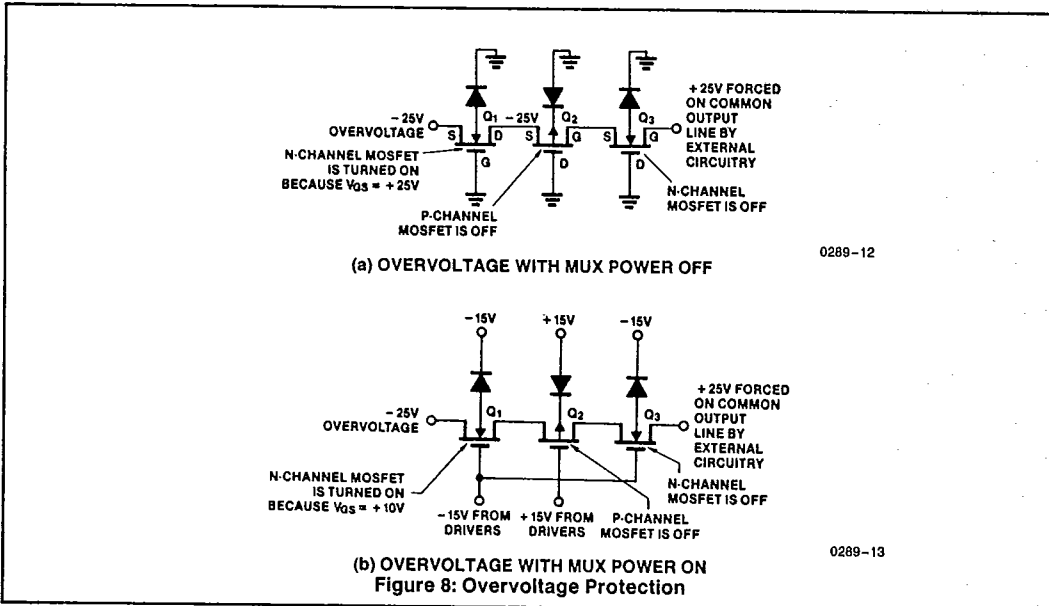 +25V FORCED
ON COMMON
OUTPUT
LINE BY
EXTERNAL
CIRCUITRY
-25V
OVERVOLTAGE
Q1
-25V
Q2
Q3
S
D
S
G
S
G
G
D
D
N-CHANNEL MOSFET
IS TURNED ON
BECAUSE VGS = +25V
P-CHANNEL
MOSFET IS OFF
N-CHANNEL
MOSFET IS OFF
0289-12
(a) OVERVOLTAGE WITH MUX POWER OFF
-15V
+15V
-15V
+25V FORCED
ON COMMON
OUTPUT
LINE BY
EXTERNAL
CIRCUITRY
-25V
OVERVOLTAGE
Q1
Q2
Q3
N-CHANNEL MOSFET
IS TURNED ON
BECAUSE VGS = +10V
-15V FROM
DRIVERS
+15V FROM
DRIVERS
P-CHANNEL
MOSFET IS OFF
N-CHANNEL
MOSFET IS OFF
0289-13
(b) OVERVOLTAGE WITH MUX POWER ON
Figure 8: Overvoltage Protection